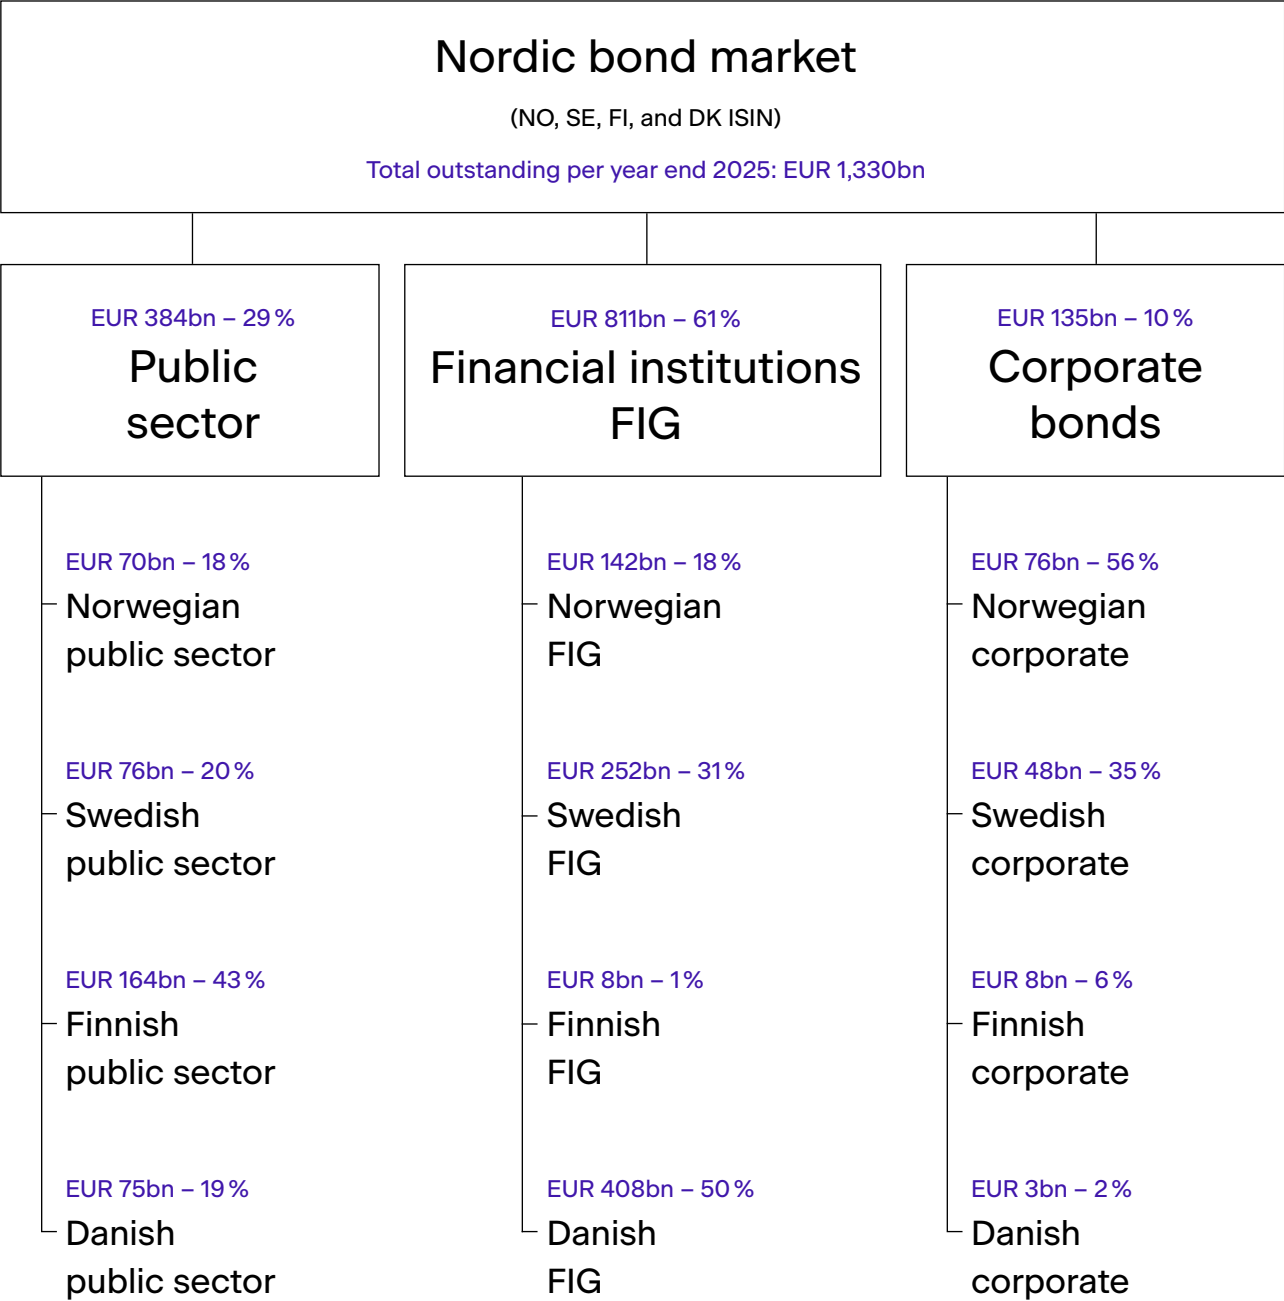 Nordic bond market
(NO, SE, FI, and DK ISIN)
Total outstanding per year end 2025: EUR 1,330bn
EUR 384bn – 29%
Public
sector
EUR 70bn – 18%
Norwegian
public sector
EUR 76bn – 20%
Swedish
public sector
EUR 164bn – 43%
Finnish
public sector
EUR 75bn – 19%
Danish
public sector
EUR 811bn – 61%
Financial institutions
FIG
EUR 142bn – 18%
Norwegian
FIG
EUR 252bn – 31%
Swedish
FIG
EUR 8bn – 1%
Finnish
FIG
EUR 408bn – 50%
Danish
FIG
EUR 135bn – 10%
Corporate
bonds
EUR 76bn – 56%
Norwegian
corporate
EUR 48bn – 35%
Swedish
corporate
EUR 8bn – 6%
Finnish
corporate
EUR 3bn – 2%
Danish
corporate